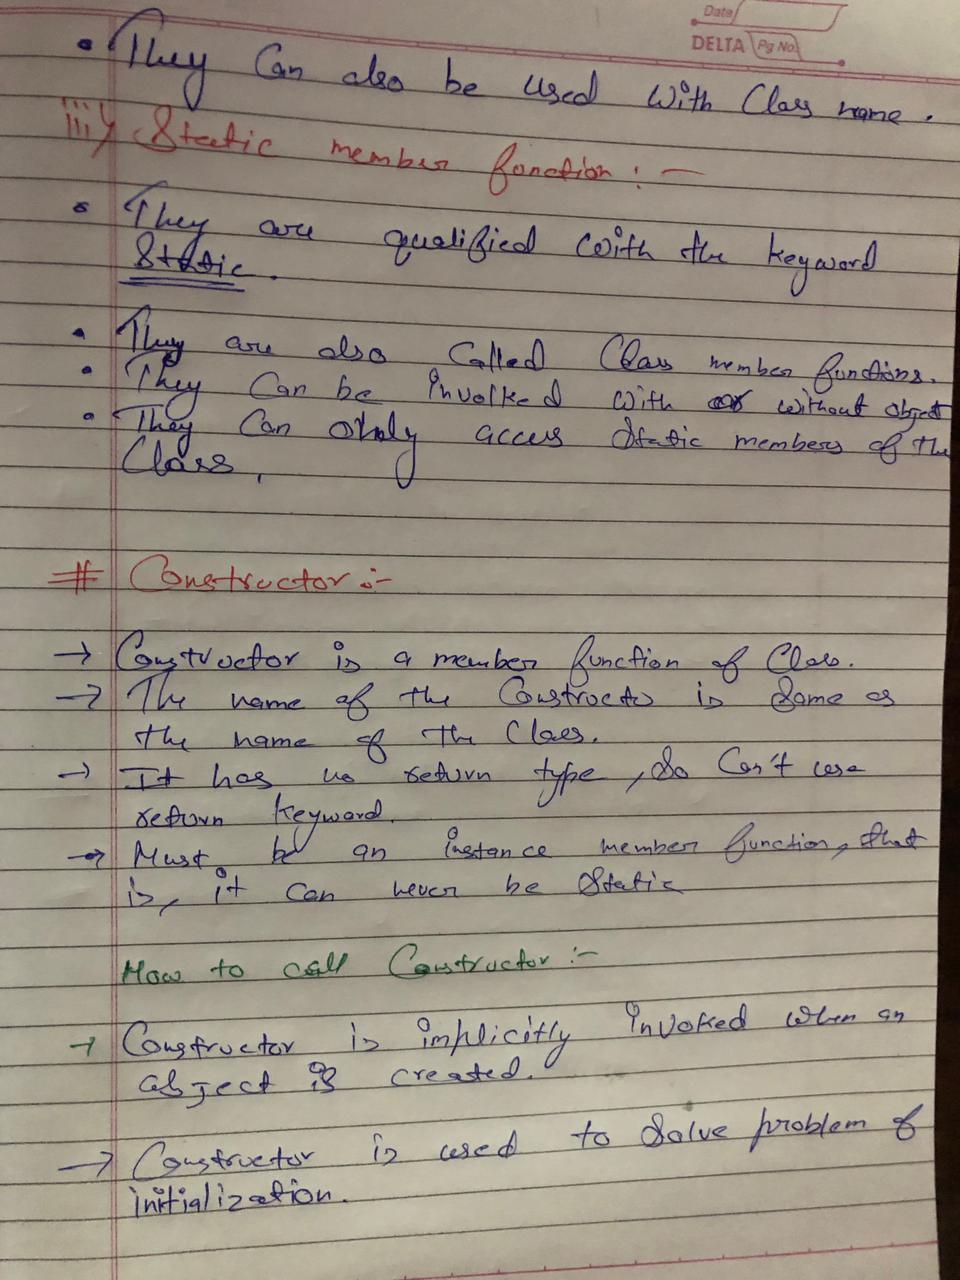 Date
DELTA Pg No.
• They can also be used with class name.
iii) Static member function :-
• They are qualified with the keyword
Static.
• They are also called class member functions.
• They can be invoked with or without object
• They can only access static members of the
class.
# Constructor :-
→ Constructor is a member function of class.
→ The name of the Constructo is same as
the name of the class.
→ It has no return type, so can't use
return keyword.
→ Must be an instance member function, that
is, it can never be static
How to call Constructor :-
→ Constructor is implicitly invoked when an
object is created.
→ Constructor is used to solve problem of
initialization.